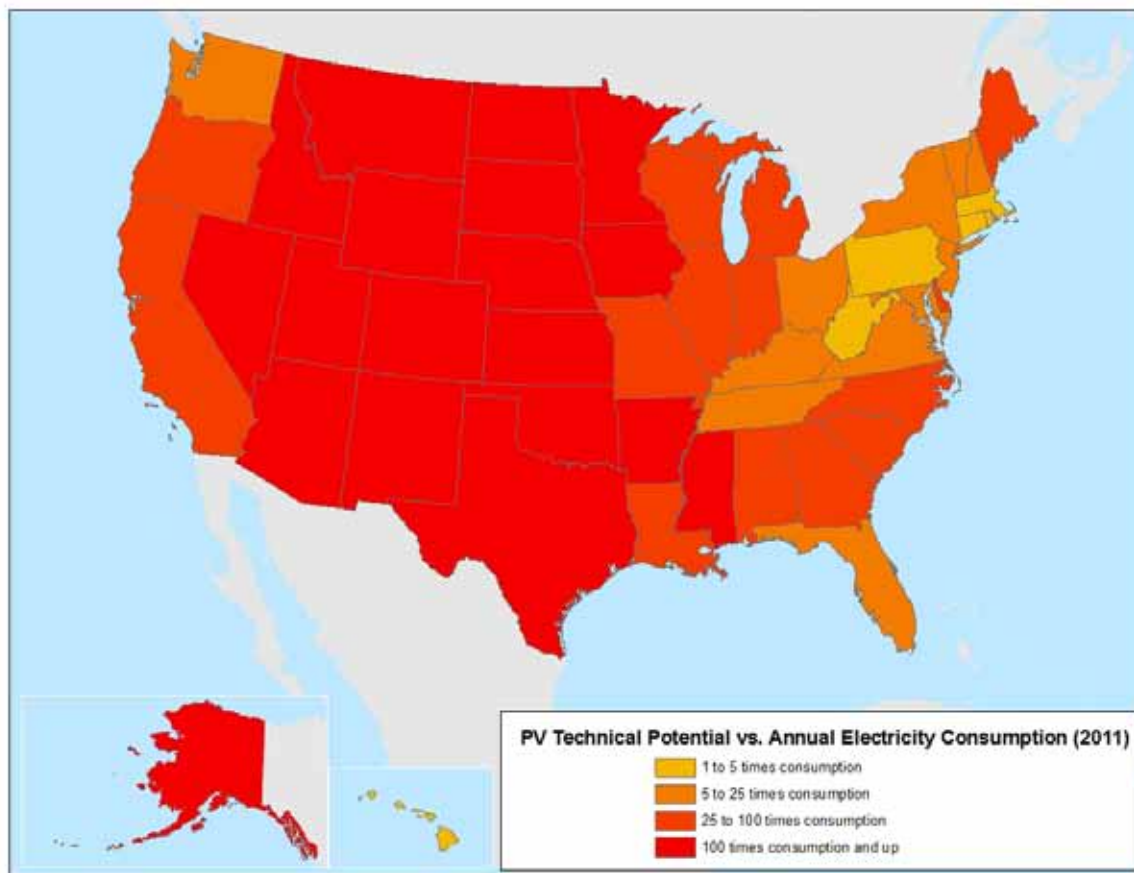 PV Technical Potential vs. Annual Electricity Consumption (2011)
1 to 5 times consumption
5 to 25 times consumption
25 to 100 times consumption
100 times consumption and up